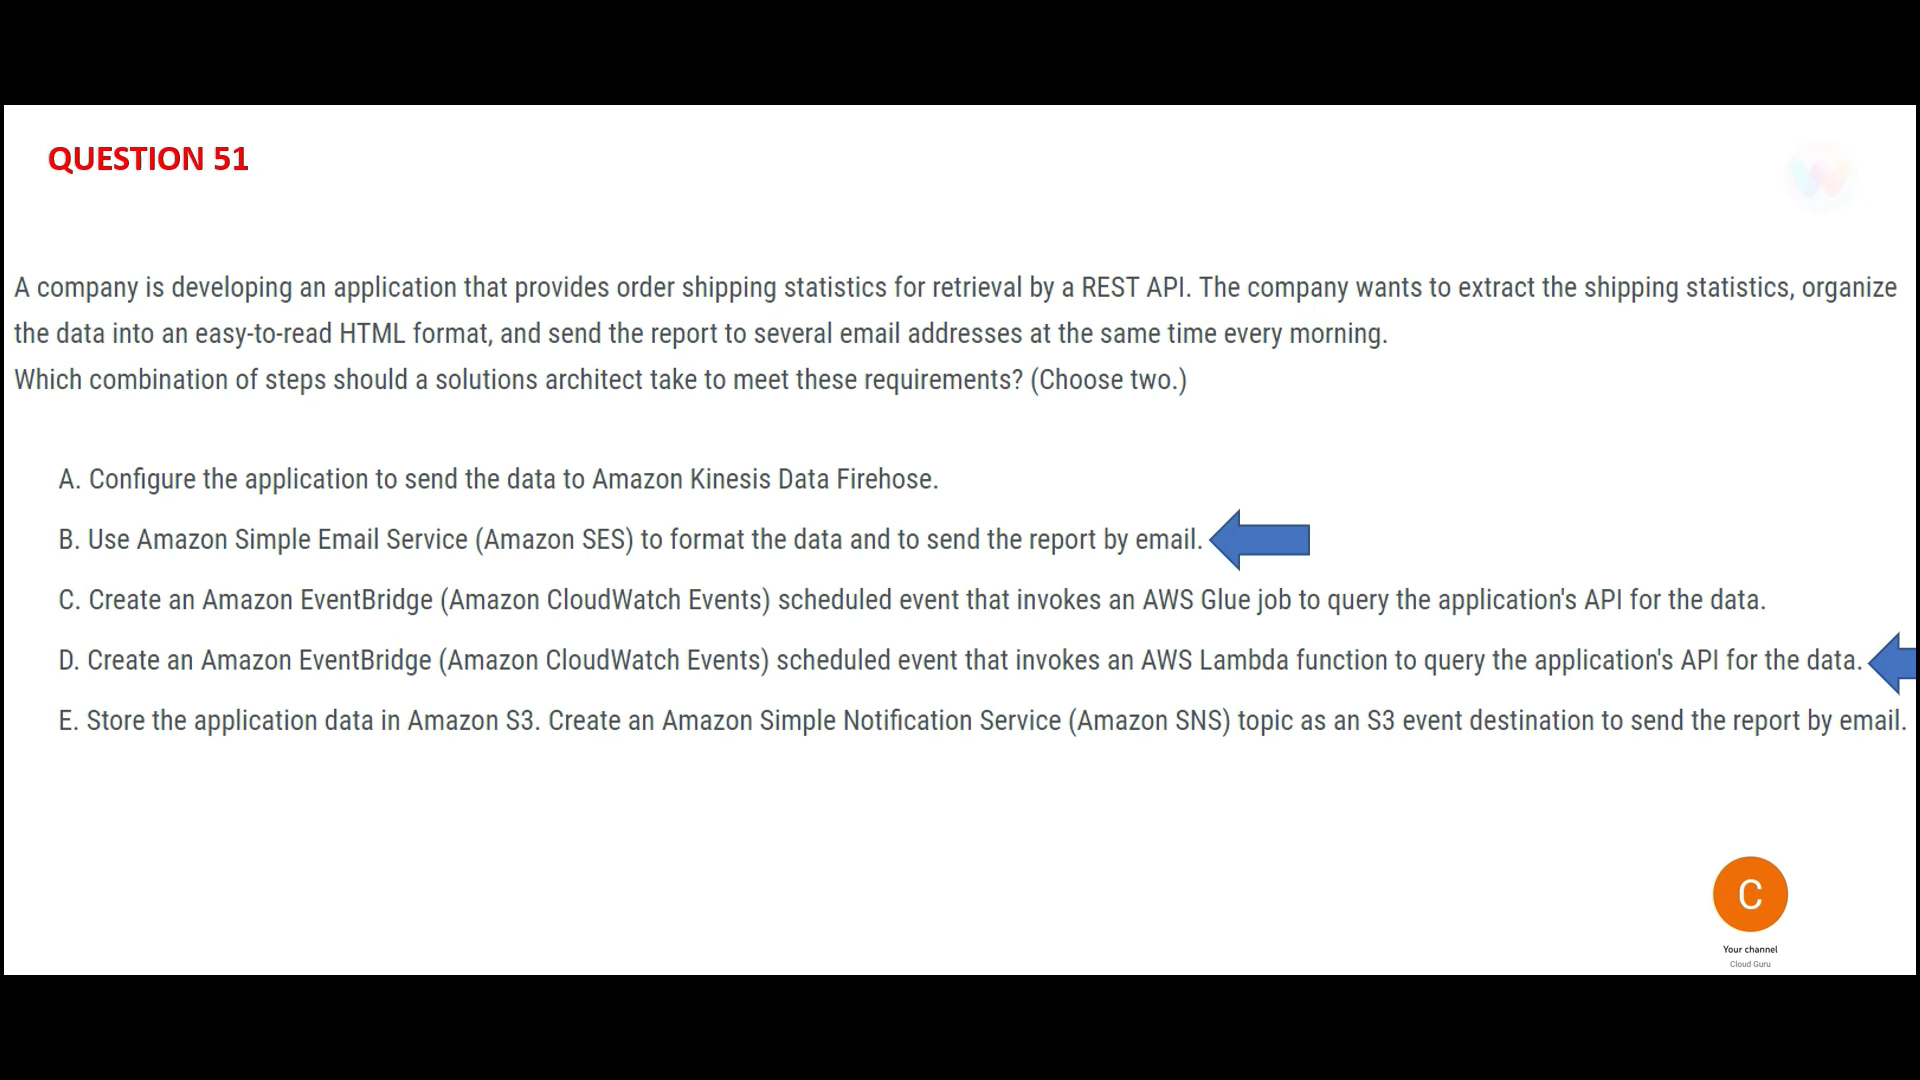 QUESTION 51
A company is developing an application that provides order shipping statistics for retrieval by a REST API. The company wants to extract the shipping statistics, organize
the data into an easy-to-read HTML format, and send the report to several email addresses at the same time every morning.
Which combination of steps should a solutions architect take to meet these requirements? (Choose two.)
A. Configure the application to send the data to Amazon Kinesis Data Firehose.
B. Use Amazon Simple Email Service (Amazon SES) to format the data and to send the report by email.
C. Create an Amazon EventBridge (Amazon CloudWatch Events) scheduled event that invokes an AWS Glue job to query the application's API for the data.
D. Create an Amazon EventBridge (Amazon CloudWatch Events) scheduled event that invokes an AWS Lambda function to query the application's API for the data.
E. Store the application data in Amazon S3. Create an Amazon Simple Notification Service (Amazon SNS) topic as an S3 event destination to send the report by email.
C
Your channel
Cloud Guru